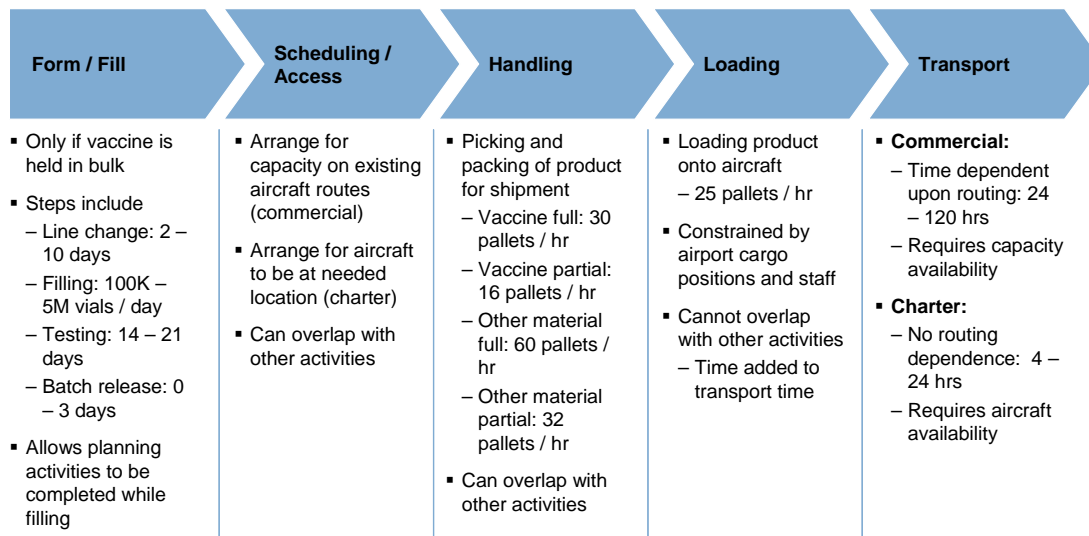 Form / Fill
Scheduling /
Access
Handling
Loading
Transport
▪ Only if vaccine is
held in bulk
▪ Steps include
– Line change: 2 –
10 days
– Filling: 100K –
5M vials / day
– Testing: 14 – 21
days
– Batch release: 0
– 3 days
▪ Allows planning
activities to be
completed while
filling
▪ Arrange for
capacity on existing
aircraft routes
(commercial)
▪ Arrange for aircraft
to be at needed
location (charter)
▪ Can overlap with
other activities
▪ Picking and
packing of product
for shipment
– Vaccine full: 30
pallets / hr
– Vaccine partial:
16 pallets / hr
– Other material
full: 60 pallets /
hr
– Other material
partial: 32
pallets / hr
▪ Can overlap with
other activities
▪ Loading product
onto aircraft
– 25 pallets / hr
▪ Constrained by
airport cargo
positions and staff
▪ Cannot overlap
with other activities
– Time added to
transport time
▪ Commercial:
– Time dependent
upon routing: 24
– 120 hrs
– Requires capacity
availability
▪ Charter:
– No routing
dependence: 4 –
24 hrs
– Requires aircraft
availability